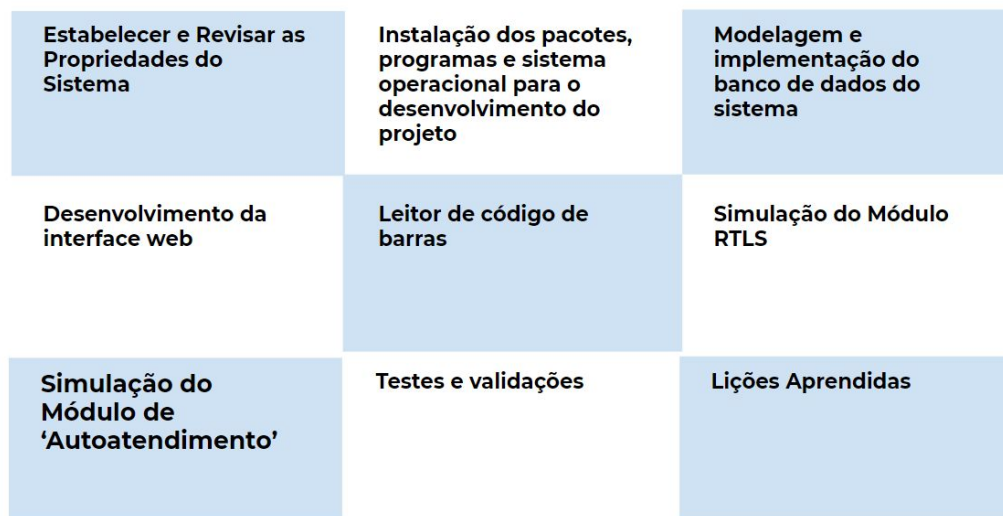 Estabelecer e Revisar as
Propriedades do
Sistema
Instalação dos pacotes,
programas e sistema
operacional para o
desenvolvimento do
projeto
Modelagem e
implementação do
banco de dados do
sistema
Desenvolvimento da
interface web
Leitor de código de
barras
Simulação do Módulo
RTLS
Simulação do
Módulo de
‘Autoatendimento’
Testes e validações
Lições Aprendidas